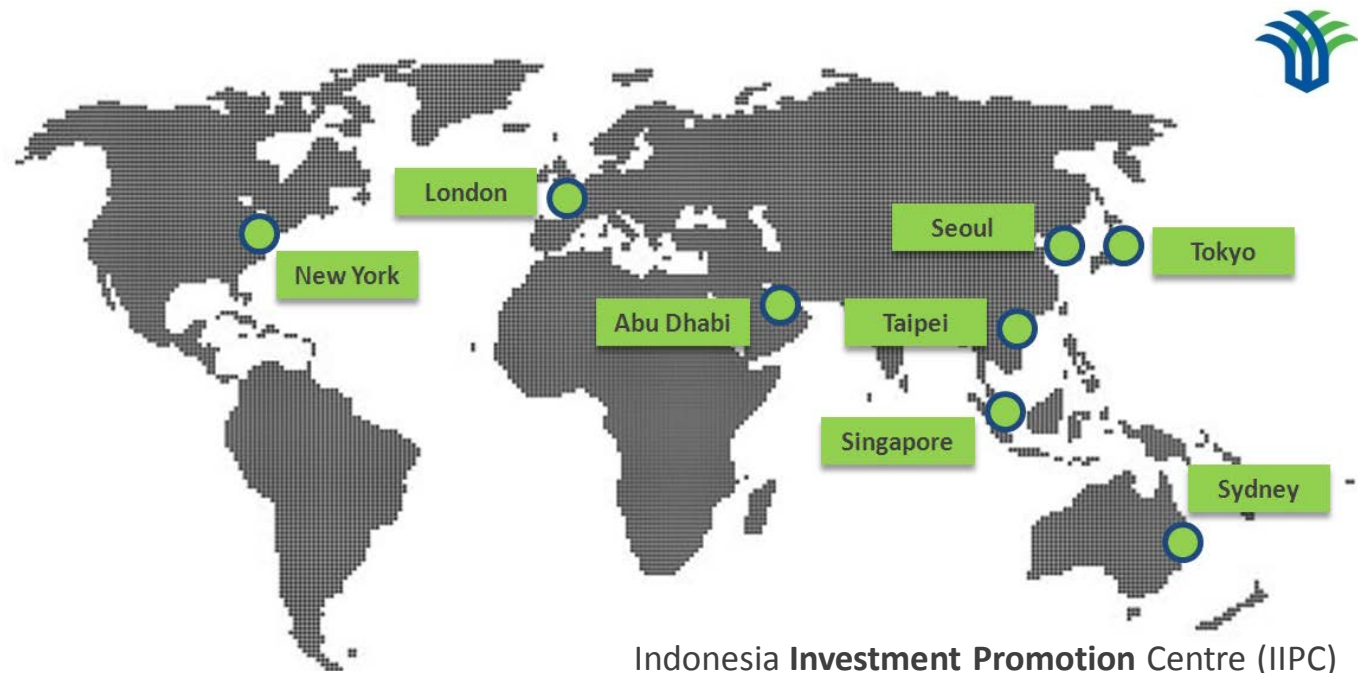 London
Seoul
Tokyo
New York
Abu Dhabi
Taipei
Singapore
Sydney
Indonesia Investment Promotion Centre (IIPC)